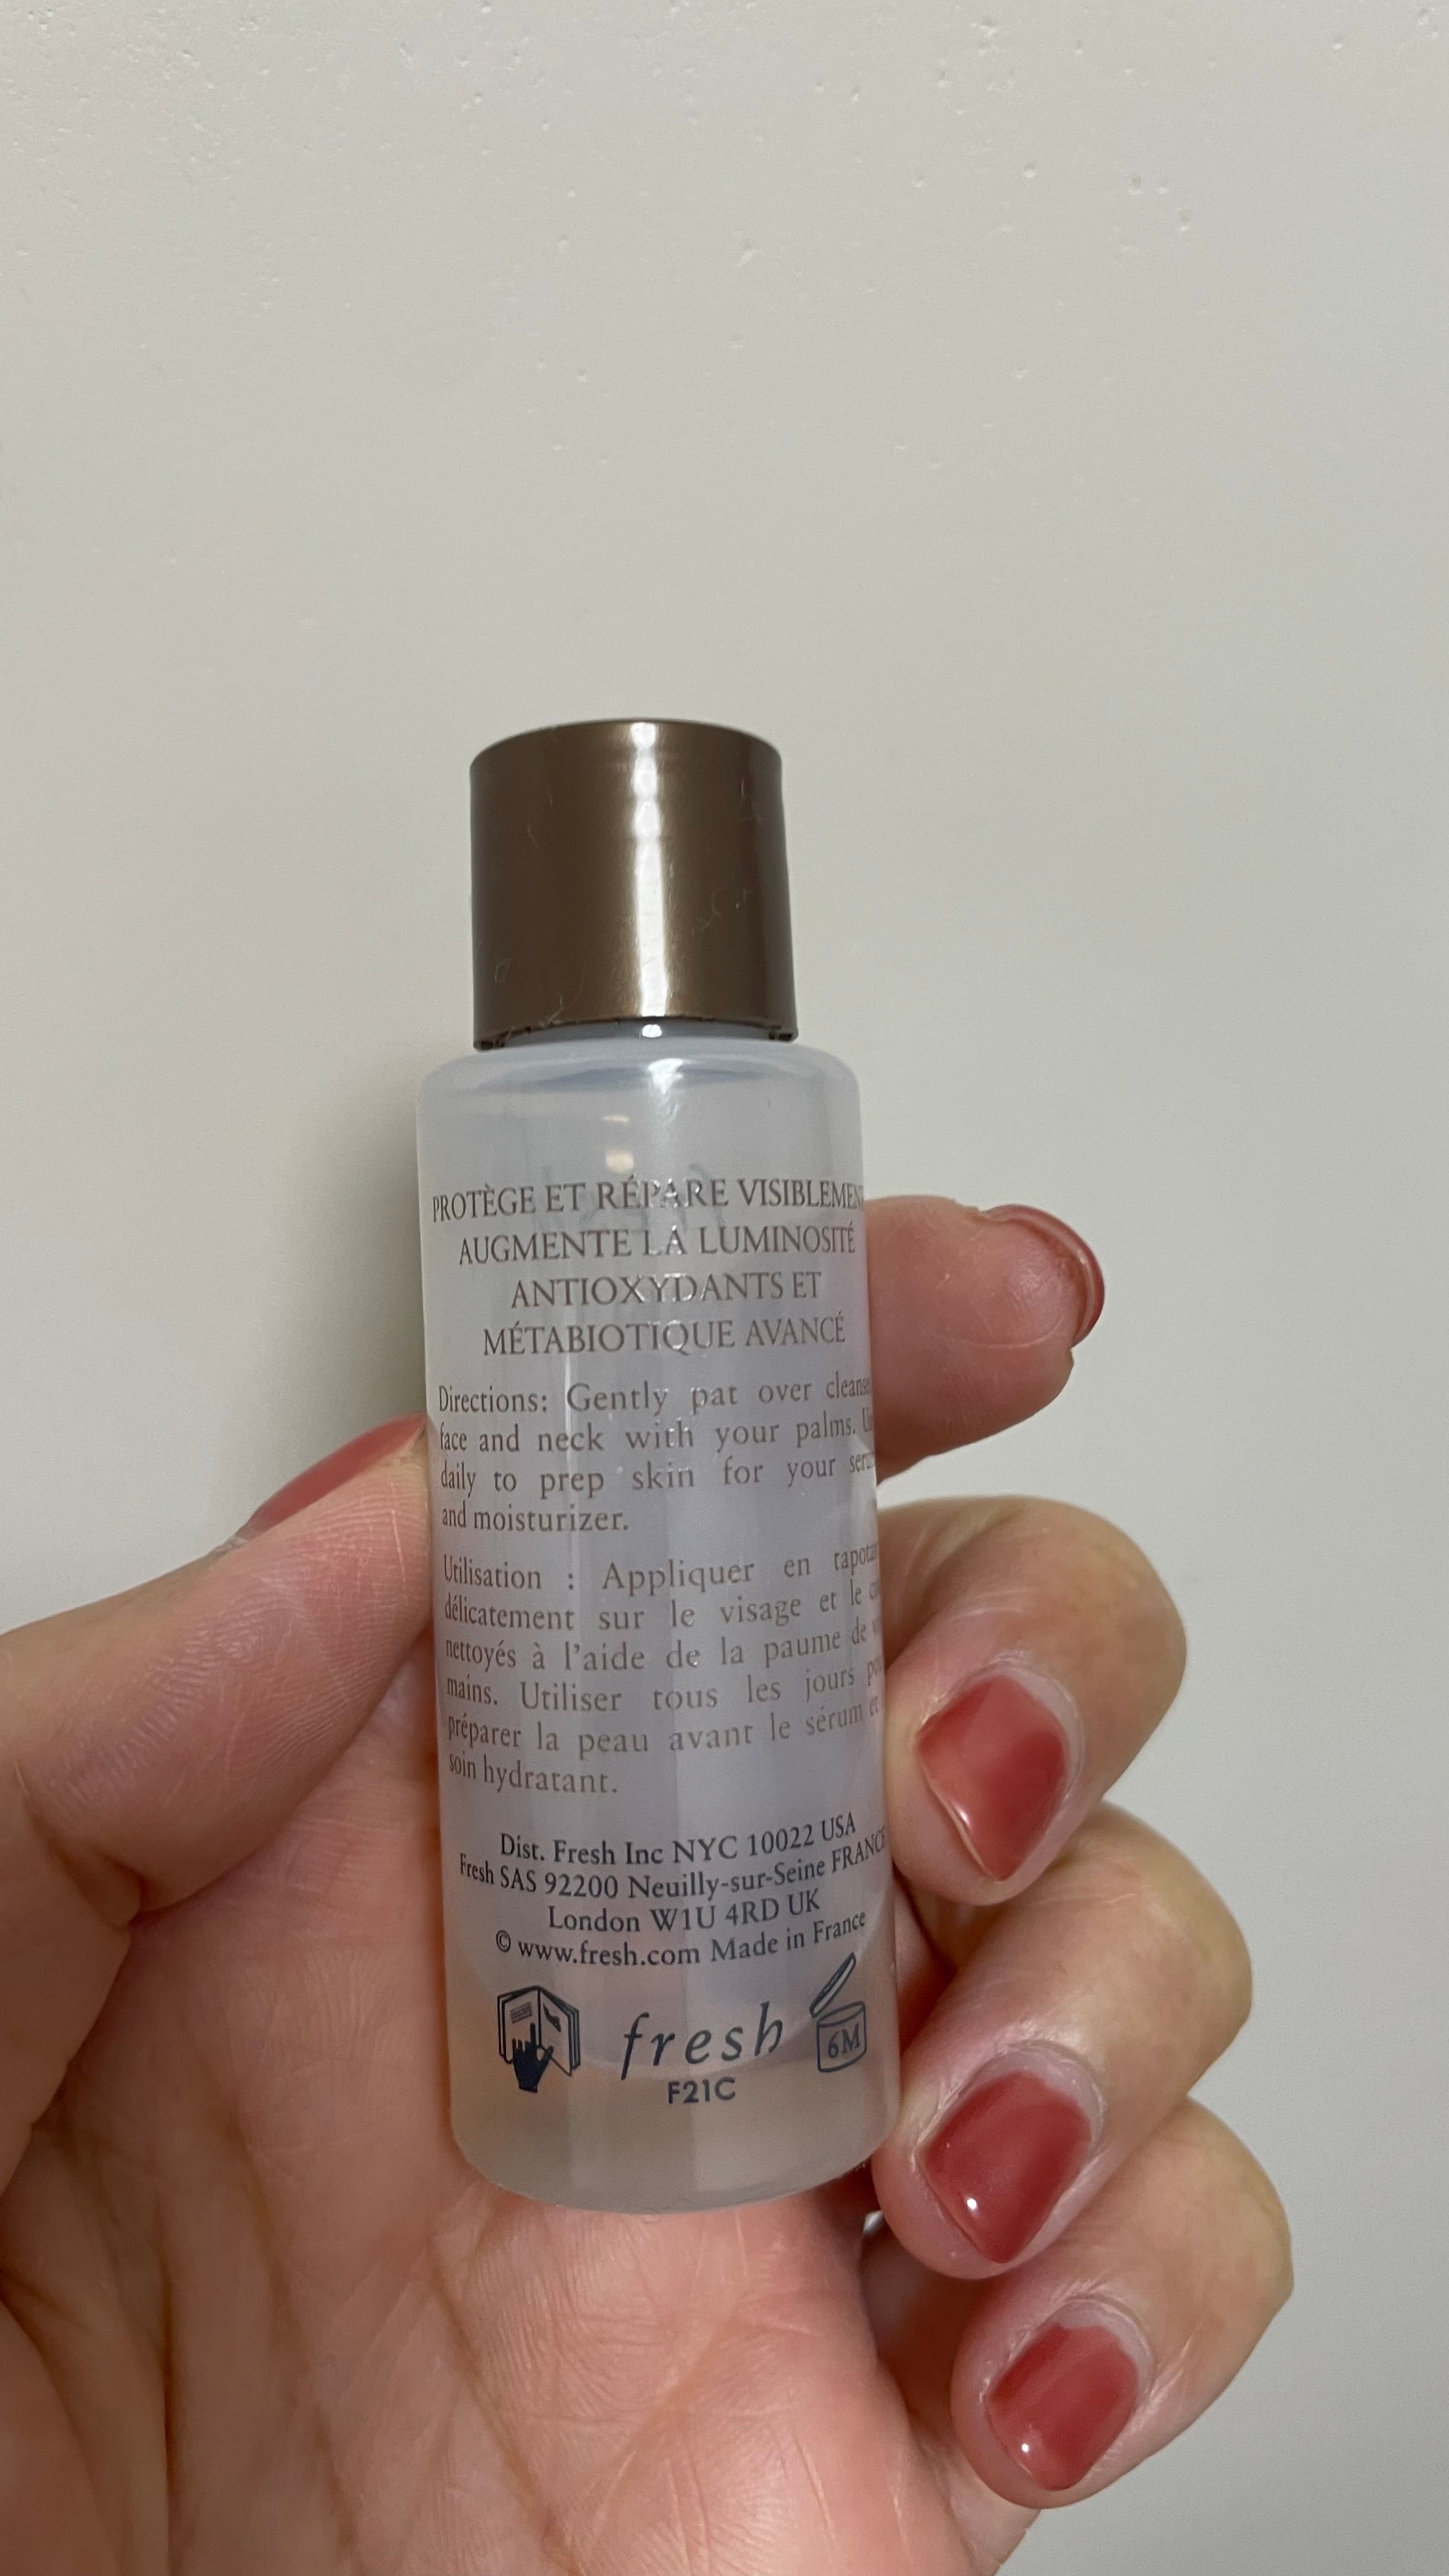 PROTÈGE ET RÉPARE VISIBLEMENT
AUGMENTE LA LUMINOSITÉ
ANTIOXYDANTS ET
MÉTABIOTIQUE AVANCÉ
Directions: Gently pat over
face and neck with your palms.
daily to prep skin for your
and moisturizer.
Utilisation : Appliquer en
délicatement sur le visage et le
nettoyés à l'aide de la paume de
mains. Utiliser tous les jours
préparer la peau avant le sérum et
soin hydratant.
Dist. Fresh Inc NYC 10022 USA
Fresh SAS 92200 Neuilly-sur-Seine FRANCE
London W1U 4RD UK
© www.fresh.com Made in France
fresh 6M
F21C